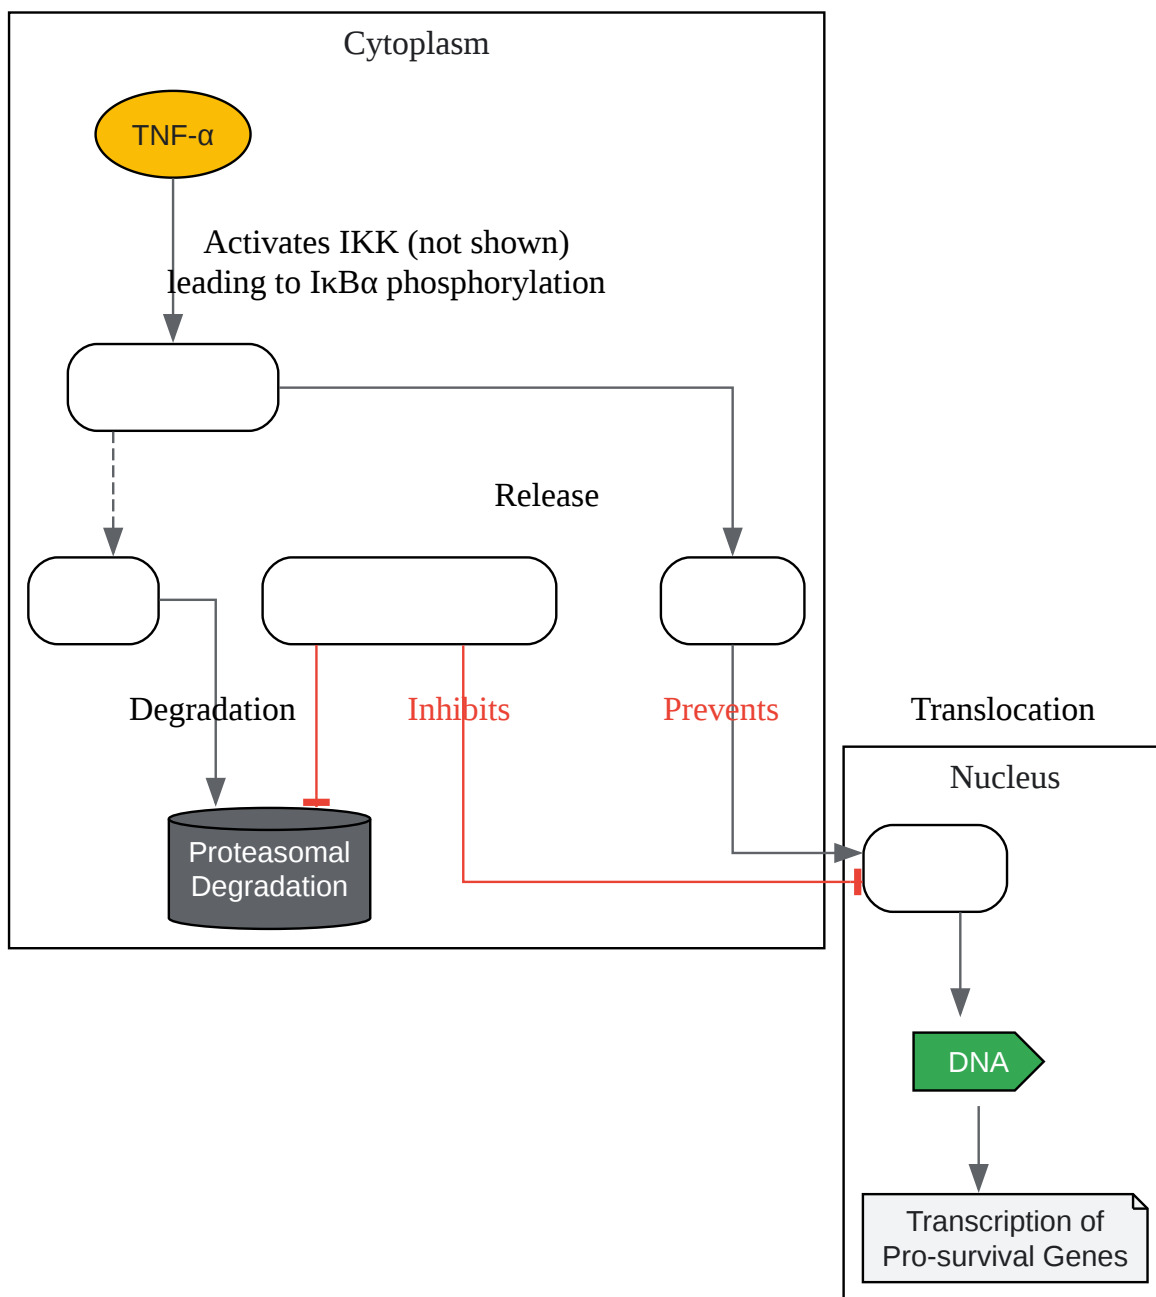 Cytoplasm
TNF-α
Activates IKK (not shown)
leading to IκBα phosphorylation
Release
Degradation
Inhibits
Prevents
Translocation
Nucleus
Proteasomal
Degradation
DNA
Transcription of
Pro-survival Genes